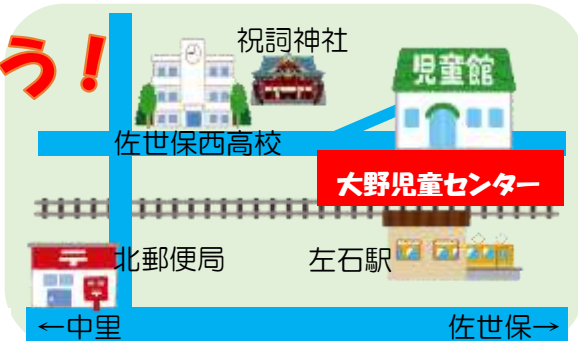 う！
祝詞神社
児童館
佐世保西高校
大野児童センター
北郵便局
左石駅
←中里
佐世保→